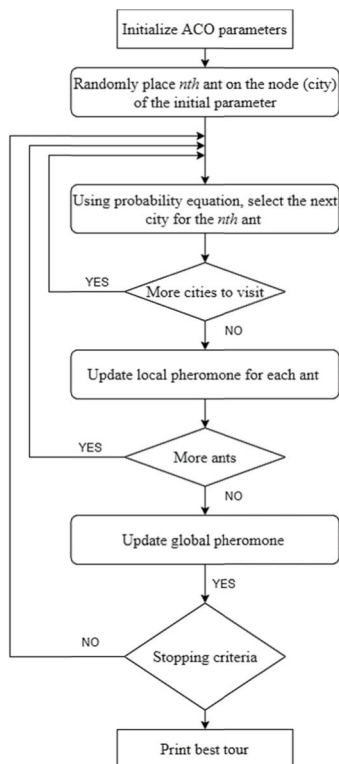 Initialize ACO parameters
Randomly place nth ant on the node (city)
of the initial parameter
Using probability equation, select the next
city for the nth ant
YES
More cities to visit
NO
Update local pheromone for each ant
YES
More ants
NO
Update global pheromone
YES
NO
Stopping criteria
Print best tour